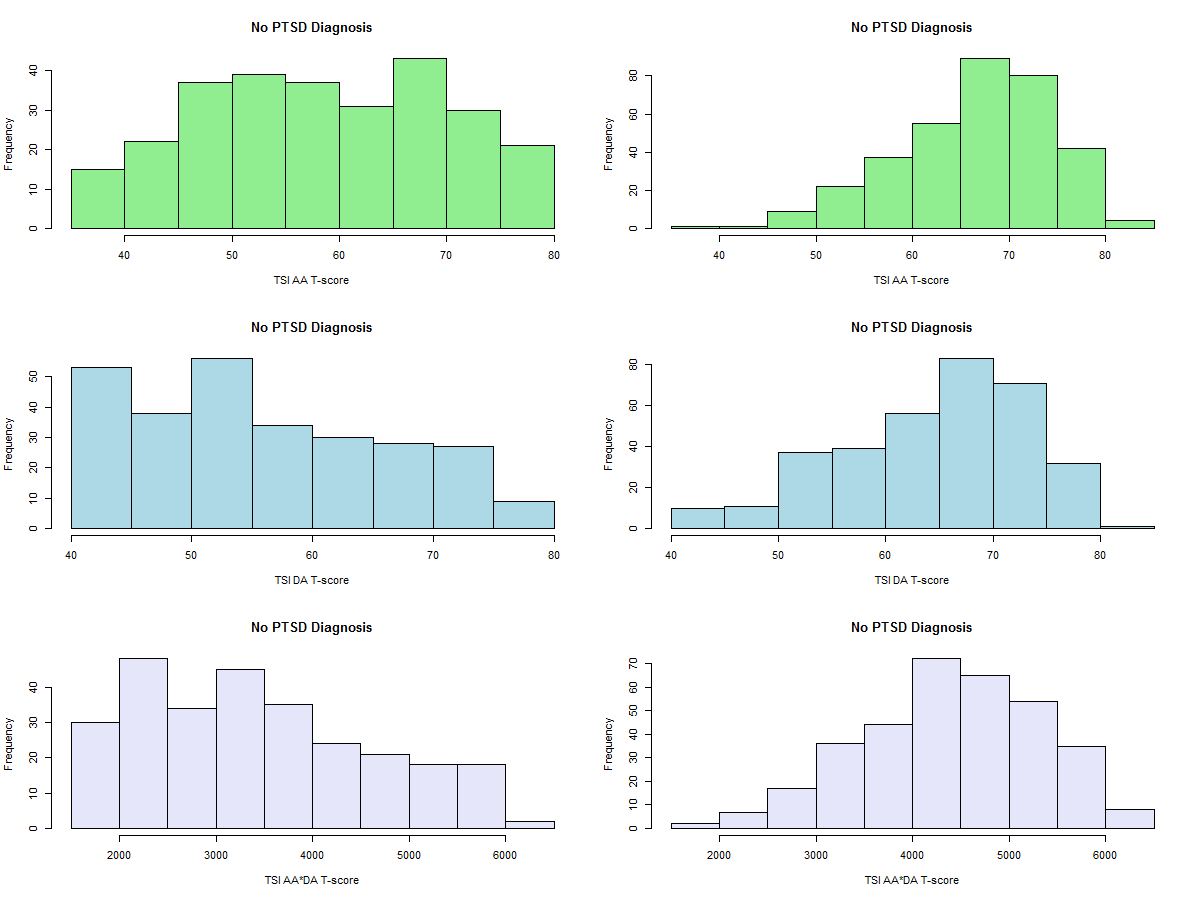 No PTSD Diagnosis
Frequency
0 10 20 30 40
40 50 60 70 80
TSI AA T-score
No PTSD Diagnosis
Frequency
0 20 40 60 80
40 50 60 70 80
TSI AA T-score
No PTSD Diagnosis
Frequency
0 10 20 30 40 50
40 50 60 70 80
TSI DA T-score
No PTSD Diagnosis
Frequency
0 20 40 60 80
40 50 60 70 80
TSI DA T-score
No PTSD Diagnosis
Frequency
0 10 20 30 40
2000 3000 4000 5000 6000
TSI AA*DA T-score
No PTSD Diagnosis
Frequency
0 10 20 30 40 50 60 70
2000 3000 4000 5000 6000
TSI AA*DA T-score